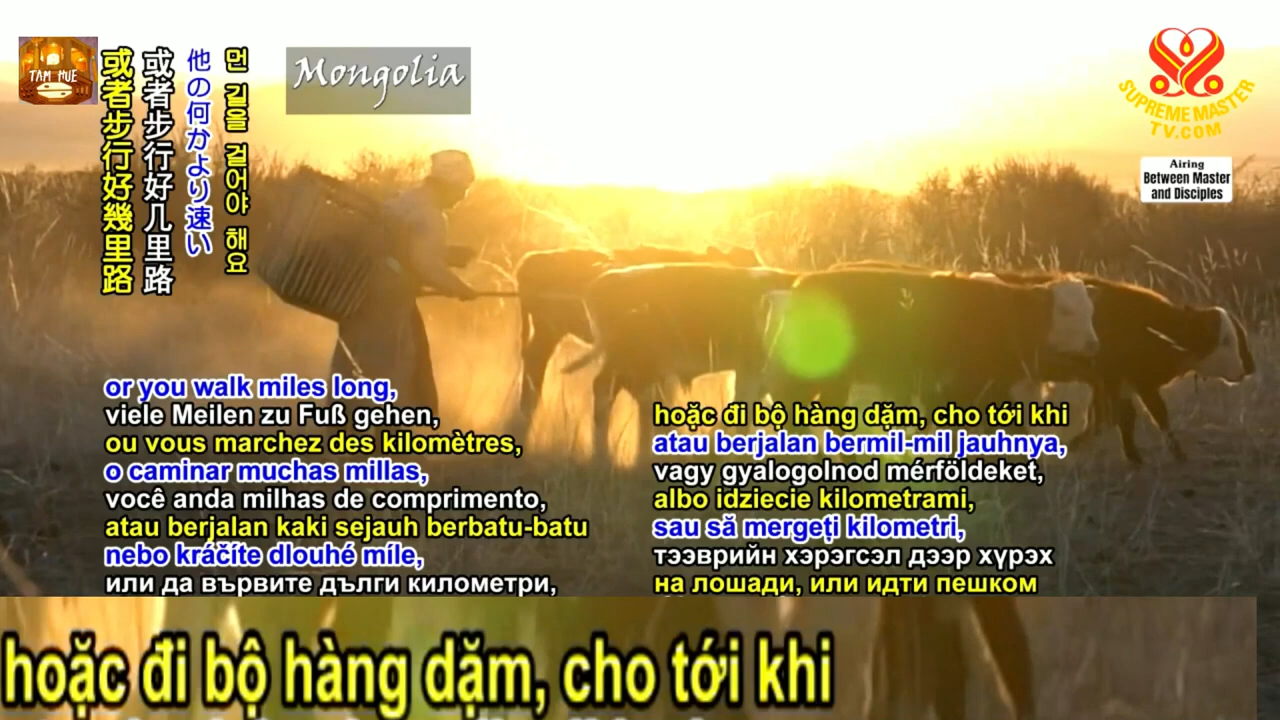 TAM HUE
或者步行好幾里路
或者步行好几里路
他の何かより速い
먼 길을 걸어야 해요
Mongolia
SUPREME MASTER
TV.COM
Airing
Between Master
and Disciples
or you walk miles long,
viele Meilen zu Fuß gehen,
ou vous marchez des kilomètres,
o caminar muchas millas,
você anda milhas de comprimento,
atau berjalan kaki sejauh berbatu-batu
nebo kráčíte dlouhé míle,
или да вървите дълги километри,
hoặc đi bộ hàng dặm, cho tới khi
atau berjalan bermil-mil jauhnya,
vagy gyalogolnod mérföldeket,
albo idziecie kilometrami,
sau să mergeți kilometri,
тээврийн хэрэгсэл дээр хүрэх
на лошади, или идти пешком
hoặc đi bộ hàng dặm, cho tới khi